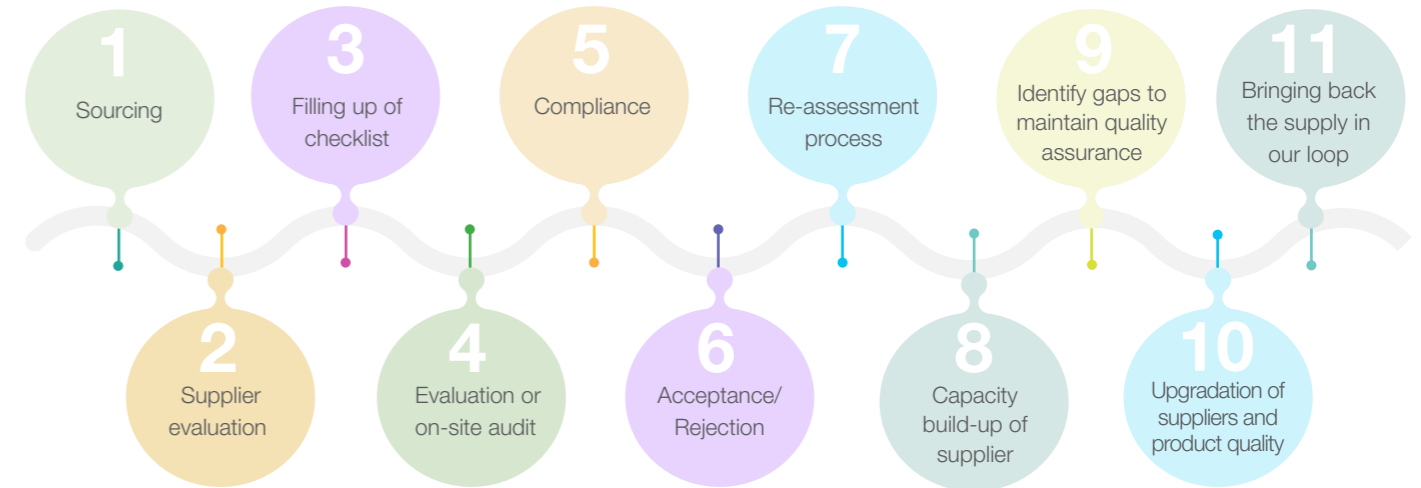 1
Sourcing
2
Supplier
evaluation
3
Filling up of
checklist
4
Evaluation or
on-site audit
5
Compliance
6
Acceptance/
Rejection
7
Re-assessment
process
8
Capacity
build-up of
supplier
9
Identify gaps to
maintain quality
assurance
10
Upgradation of
suppliers and
product quality
11
Bringing back
the supply in
our loop